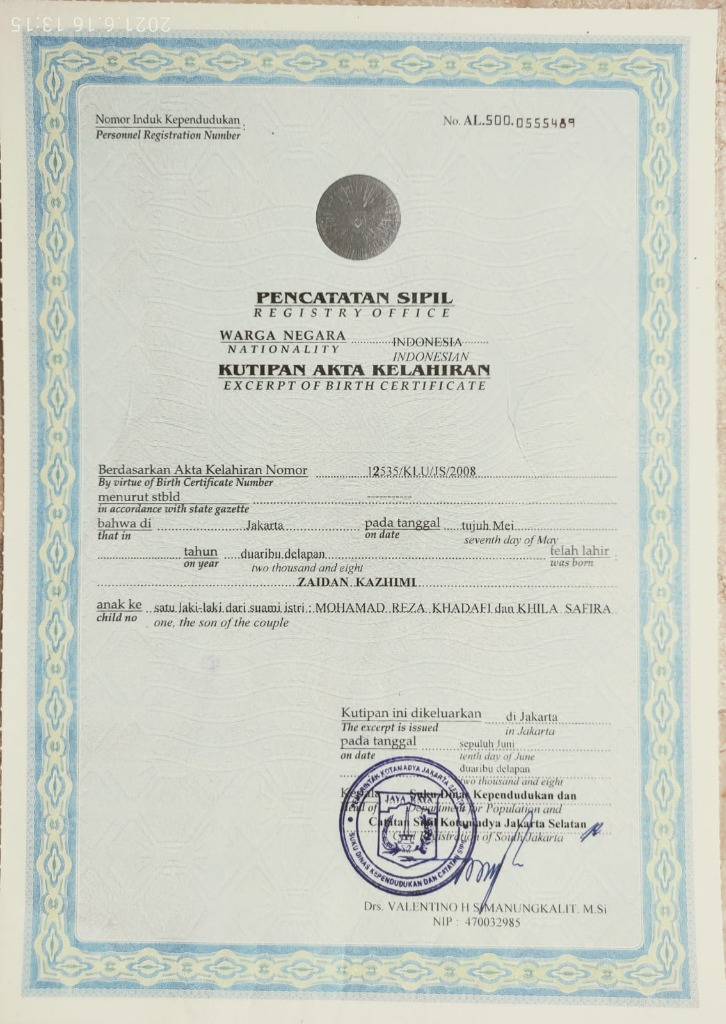 2021.6.16 13:15
Nomor Induk Kependudukan :
Personnel Registration Number
No. AL.500.0555489
PENCATATAN SIPIL
REGISTRY OFFICE
WARGA NEGARA INDONESIA
NATIONALITY INDONESIAN
KUTIPAN AKTA KELAHIRAN
EXCERPT OF BIRTH CERTIFICATE
Berdasarkan Akta Kelahiran Nomor 12535/KLU/JS/2008
By virtue of Birth Certificate Number
menurut stbld ----------
in accordance with state gazette
bahwa di Jakarta pada tanggal tujuh Mei
that in on date seventh day of May
tahun duaribu delapan telah lahir
on year two thousand and eight was born
ZAIDAN KAZHIMI
anak ke satu laki-laki dari suami istri : MOHAMAD REZA KHADAFI dan KHILA SAFIRA
child no one, the son of the couple
Kutipan ini dikeluarkan di Jakarta
The excerpt is issued in Jakarta
pada tanggal sepuluh Juni
on date tenth day of June
duaribu delapan
two thousand and eight
Kepala Suku Dinas Kependudukan dan
Department for Population and
Catatan Sipil Kotamadya Jakarta Selatan
Civil Registration of South Jakarta
PEMERINTAH KOTAMADYA JAKARTA SELATAN
JAYA RAYA
SUKU DINAS KEPENDUDUKAN DAN CATATAN SIPIL
Drs. VALENTINO H SIMANUNGKALIT. M.Si
NIP : 470032985